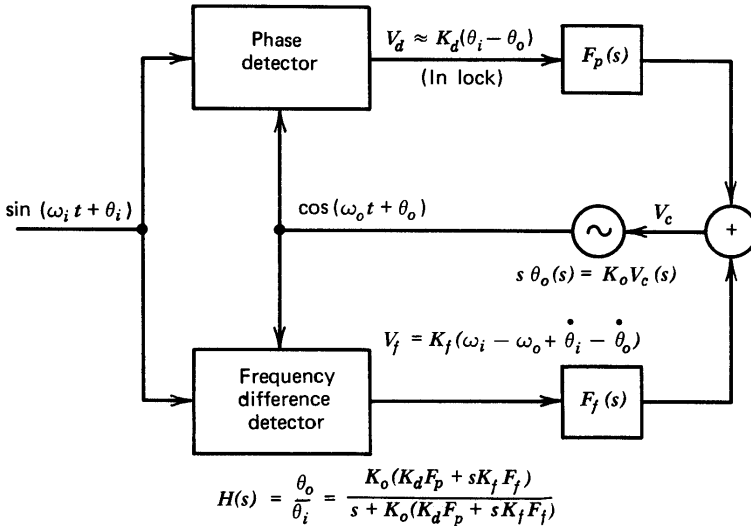 Phase
detector
V_d ≈ K_d(θ_i − θ_o)
(In lock)
F_p(s)
sin (ω_i t + θ_i)
cos(ω_o t + θ_o)
V_c
+
s θ_o(s) = K_o V_c(s)
V_f = K_f(ω_i − ω_o + θ̇_i − θ̇_o)
Frequency
difference
detector
F_f(s)
H(s) = θ_o/θ_i = K_o(K_d F_p + sK_f F_f) / s + K_o(K_d F_p + sK_f F_f)